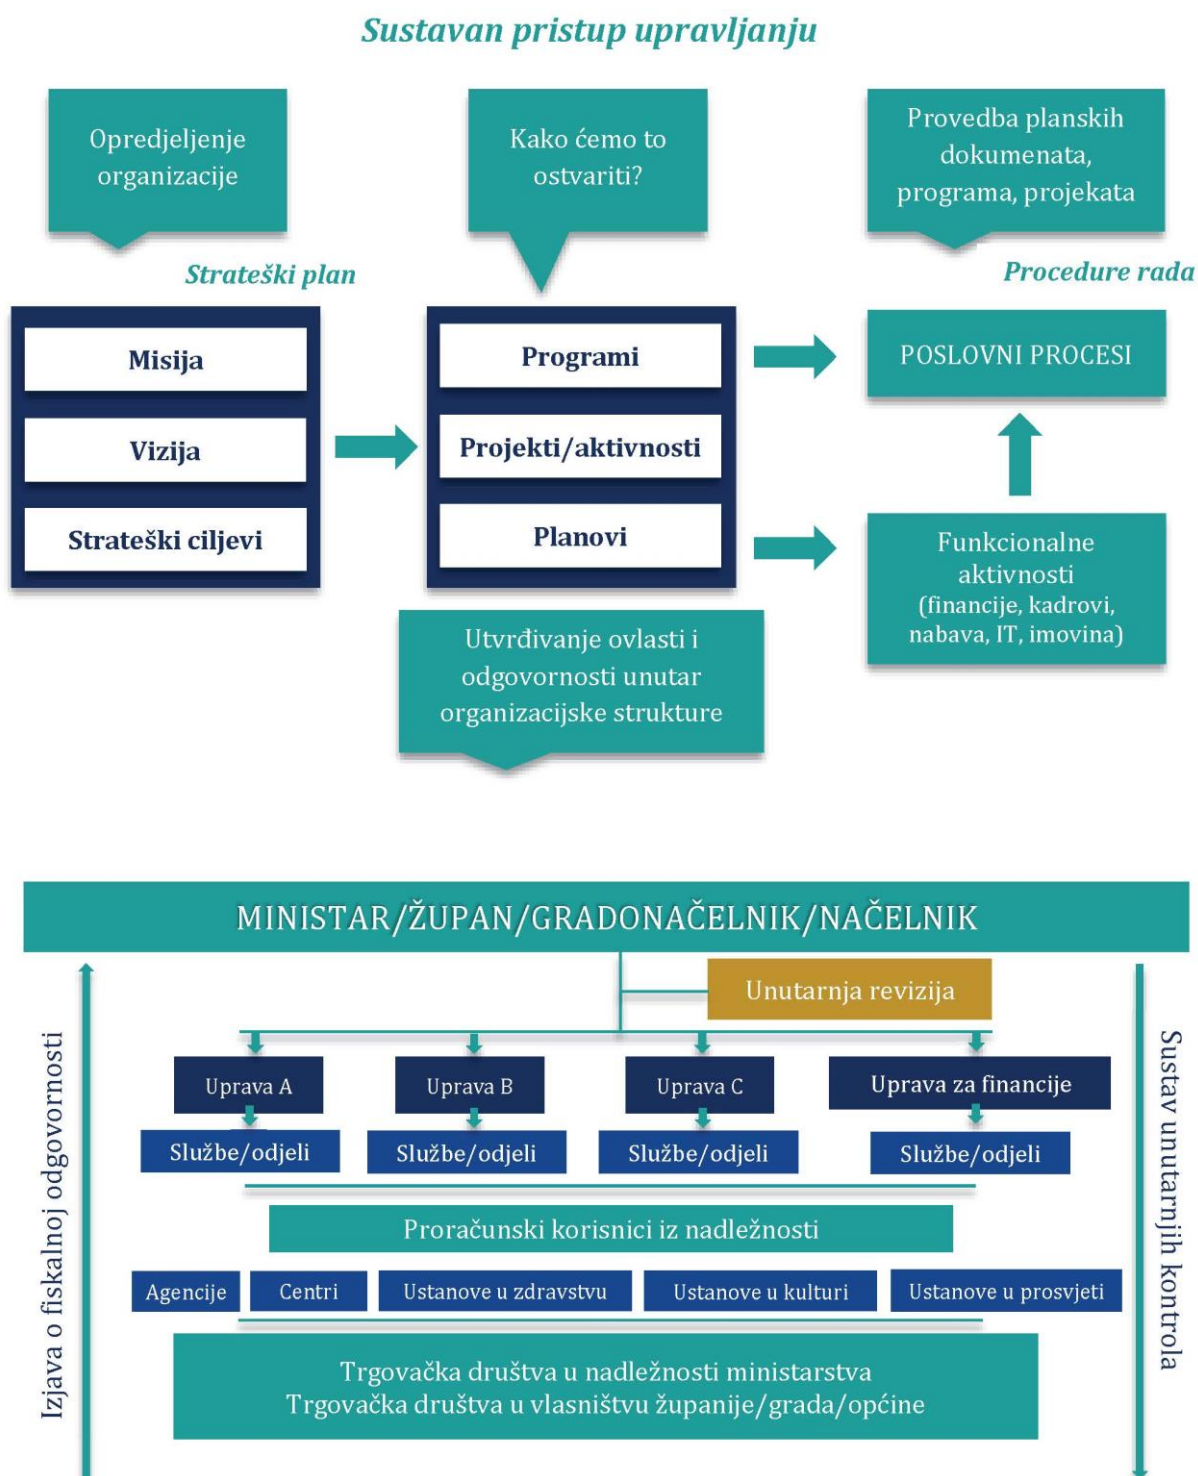 Sustavan pristup upravljanju
Opredjeljenje
organizacije
Kako ćemo to
ostvariti?
Provedba planskih
dokumenata,
programa, projekata
Strateški plan
Procedure rada
Misija
Vizija
Strateški ciljevi
Programi
Projekti/aktivnosti
Planovi
POSLOVNI PROCESI
Funkcionalne
aktivnosti
(financije, kadrovi,
nabava, IT, imovina)
Utvrđivanje ovlasti i
odgovornosti unutar
organizacijske strukture
MINISTAR/ŽUPAN/GRADONAČELNIK/NAČELNIK
Unutarnja revizija
Izjava o fiskalnoj odgovornosti
Sustav unutarnjih kontrola
Uprava A
Uprava B
Uprava C
Uprava za financije
Službe/odjeli
Službe/odjeli
Službe/odjeli
Službe/odjeli
Proračunski korisnici iz nadležnosti
Agencije
Centri
Ustanove u zdravstvu
Ustanove u kulturi
Ustanove u prosvjeti
Trgovačka društva u nadležnosti ministarstva
Trgovačka društva u vlasništvu županije/grada/općine